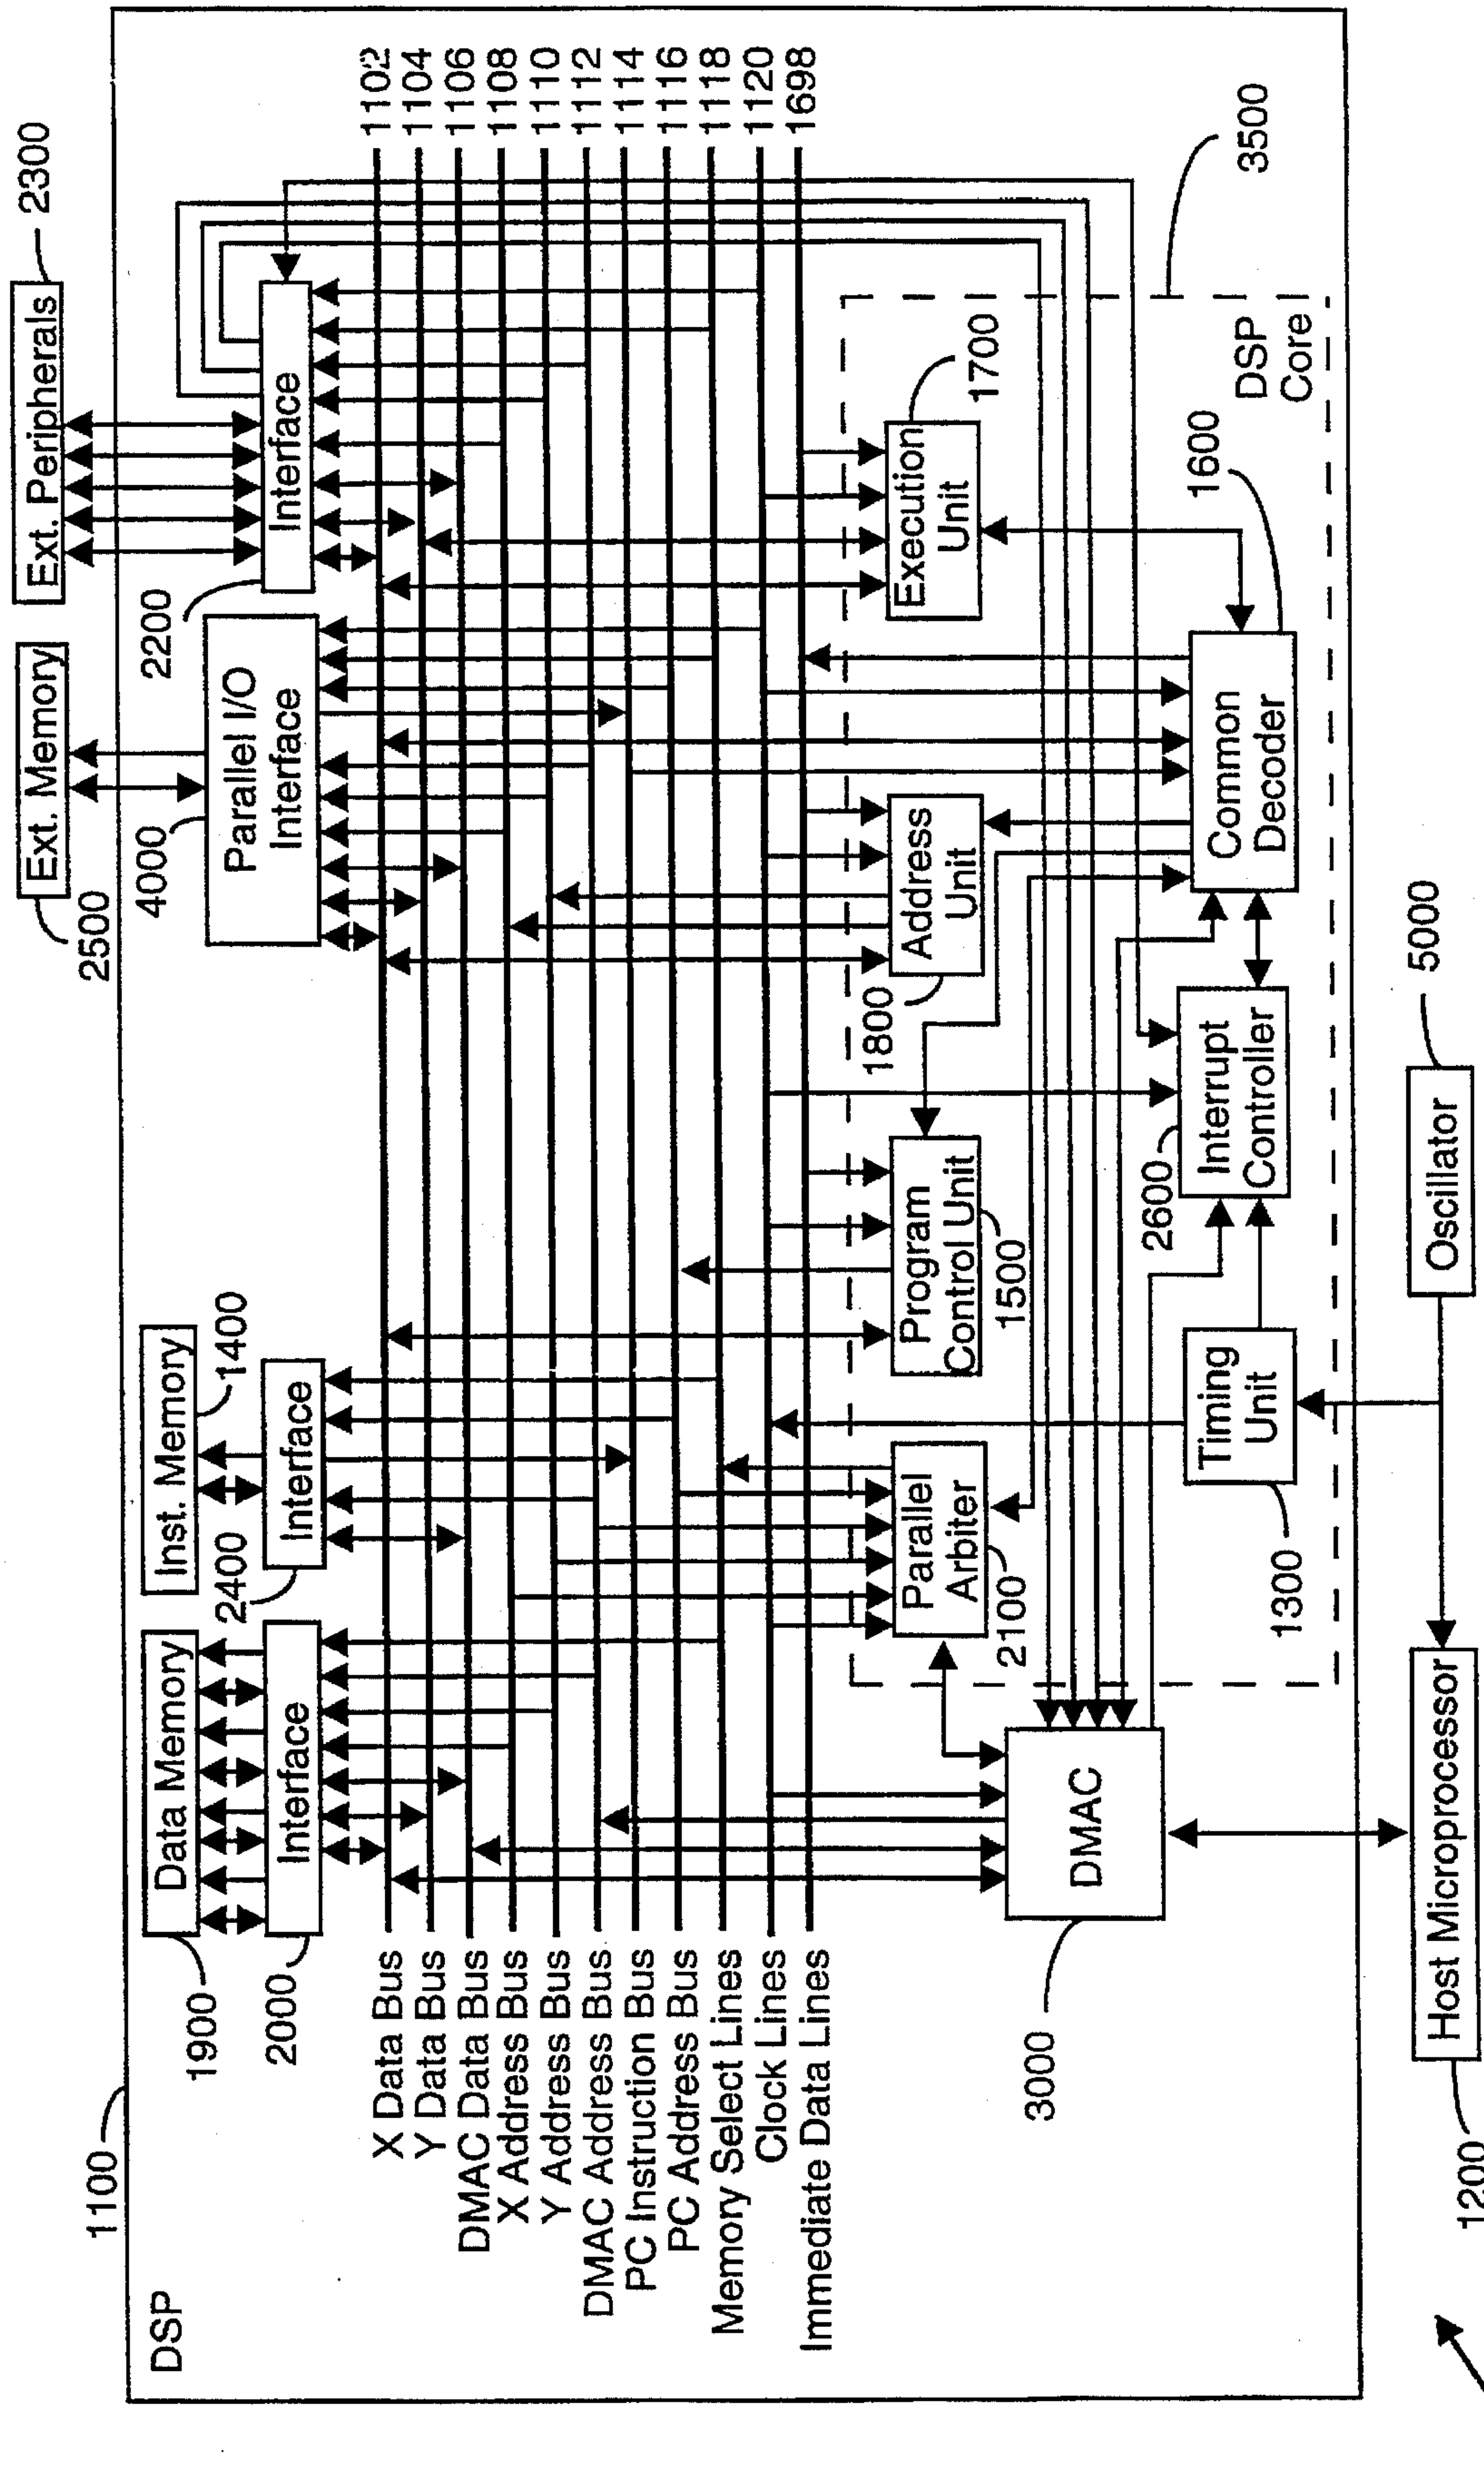 DSP
1100
1900
Data Memory
2000
Interface
Inst. Memory
1400
2400
Interface
2500
Ext. Memory
4000
Parallel I/O
Interface
Ext. Peripherals
2300
2200
Interface
X Data Bus
1102
Y Data Bus
1104
DMAC Data Bus
1106
X Address Bus
1108
Y Address Bus
1110
DMAC Address Bus
1112
PC Instruction Bus
1114
PC Address Bus
1116
Memory Select Lines
1118
Clock Lines
1120
Immediate Data Lines
1698
3000
DMAC
Parallel
Arbiter
2100
Program
Control Unit
1500
1800
Address
Unit
Execution
Unit
1700
1300
Timing
Unit
2600
Interrupt
Controller
Common
Decoder
1600
DSP
Core
3500
1200
Host Microprocessor
Oscillator
5000